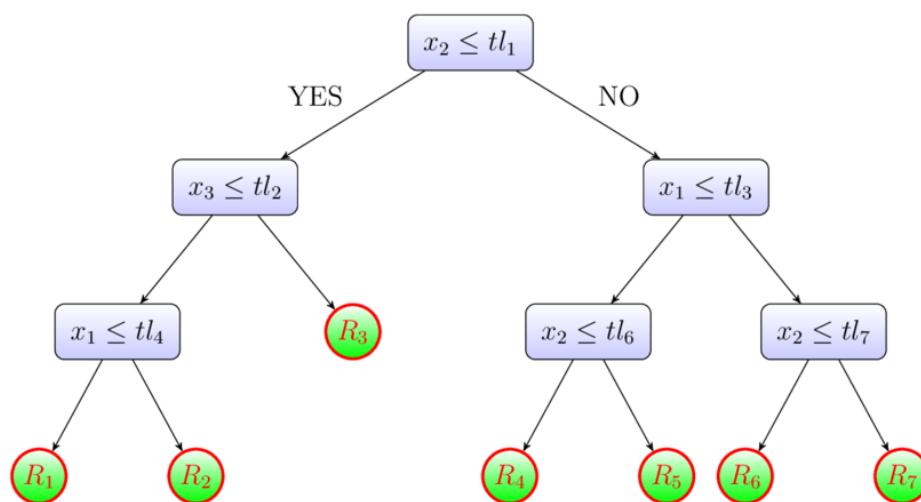 x₂ ≤ tl₁
YES
NO
x₃ ≤ tl₂
x₁ ≤ tl₃
x₁ ≤ tl₄
R₃
x₂ ≤ tl₆
x₂ ≤ tl₇
R₁
R₂
R₄
R₅
R₆
R₇